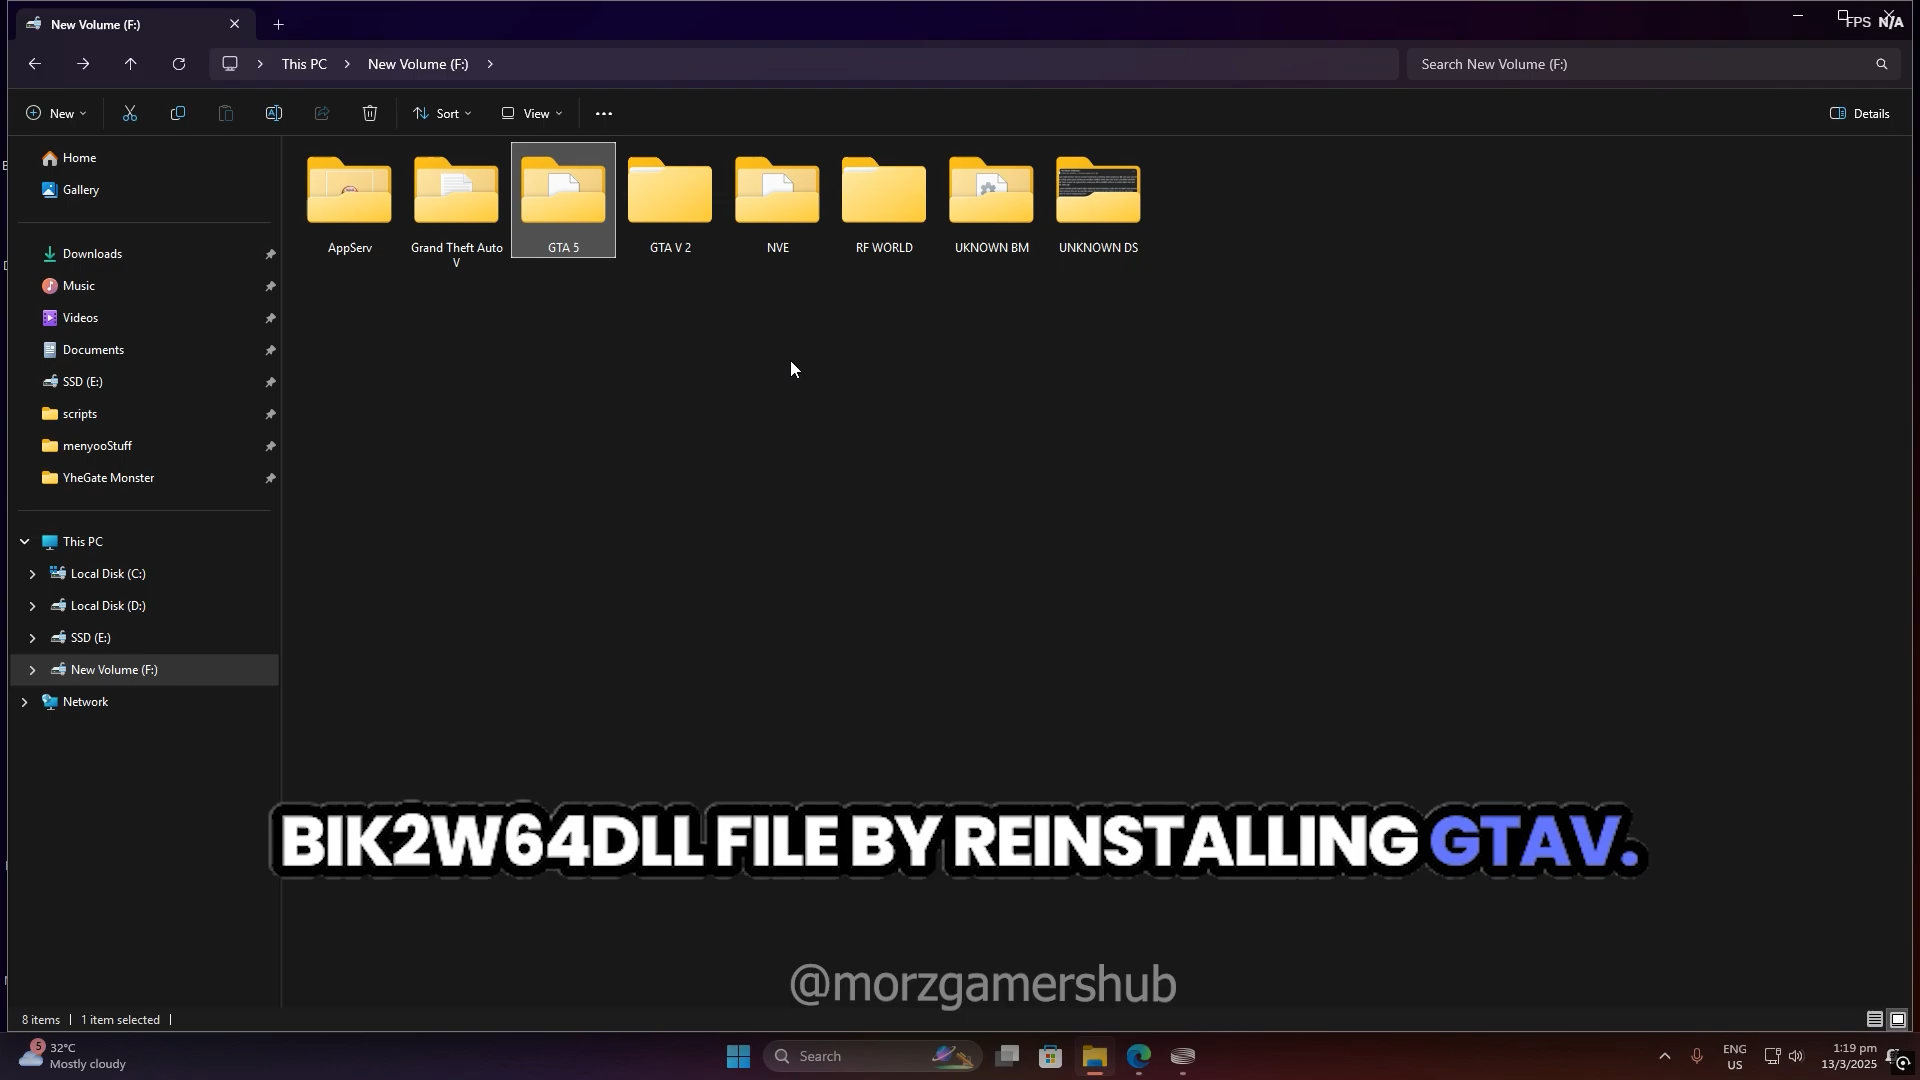 New Volume (F:)
FPS N/A
This PC
New Volume (F:)
Search New Volume (F:)
New
Sort
View
Details
Home
Gallery
Downloads
Music
Videos
Documents
SSD (E:)
scripts
menyooStuff
YheGate Monster
This PC
Local Disk (C:)
Local Disk (D:)
SSD (E:)
New Volume (F:)
Network
AppServ
Grand Theft Auto
V
GTA 5
GTA V 2
NVE
RF WORLD
UKNOWN BM
UNKNOWN DS
BIK2W64DLL FILE BY REINSTALLING GTAV.
@morzgamershub
8 items
1 item selected
5
32°C
Mostly cloudy
Search
ENG
US
1:19 pm
13/3/2025